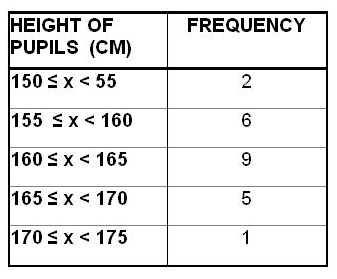 HEIGHT OF PUPILS (CM) FREQUENCY
150 ≤ x < 55 2
155 ≤ x < 160 6
160 ≤ x < 165 9
165 ≤ x < 170 5
170 ≤ x < 175 1